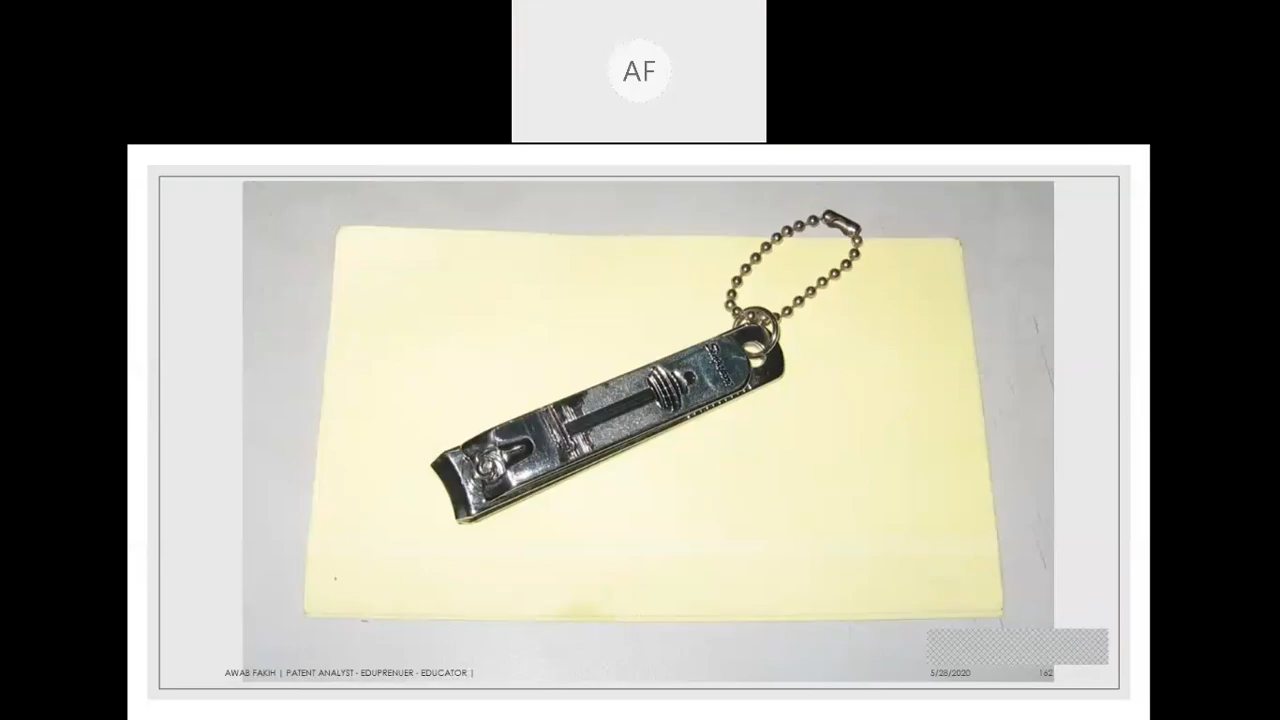 AF
AWAB FAKIH | PATENT ANALYST - EDUPRENUER - EDUCATOR |
5/28/2020
162